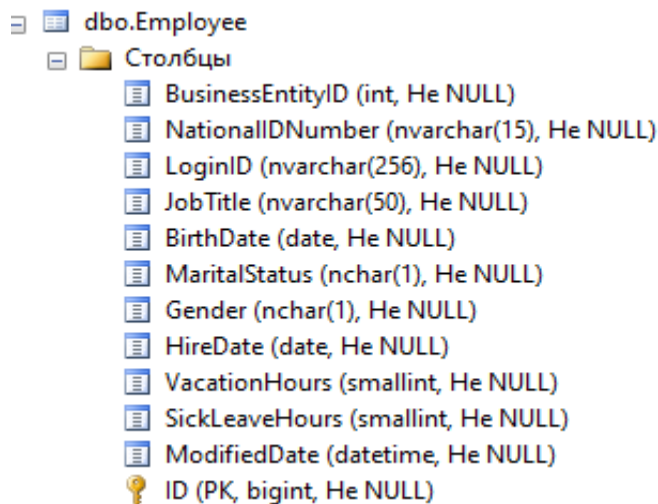 dbo.Employee
Столбцы
BusinessEntityID (int, Не NULL)
NationalIDNumber (nvarchar(15), Не NULL)
LoginID (nvarchar(256), Не NULL)
JobTitle (nvarchar(50), Не NULL)
BirthDate (date, Не NULL)
MaritalStatus (nchar(1), Не NULL)
Gender (nchar(1), Не NULL)
HireDate (date, Не NULL)
VacationHours (smallint, Не NULL)
SickLeaveHours (smallint, Не NULL)
ModifiedDate (datetime, Не NULL)
ID (PK, bigint, Не NULL)